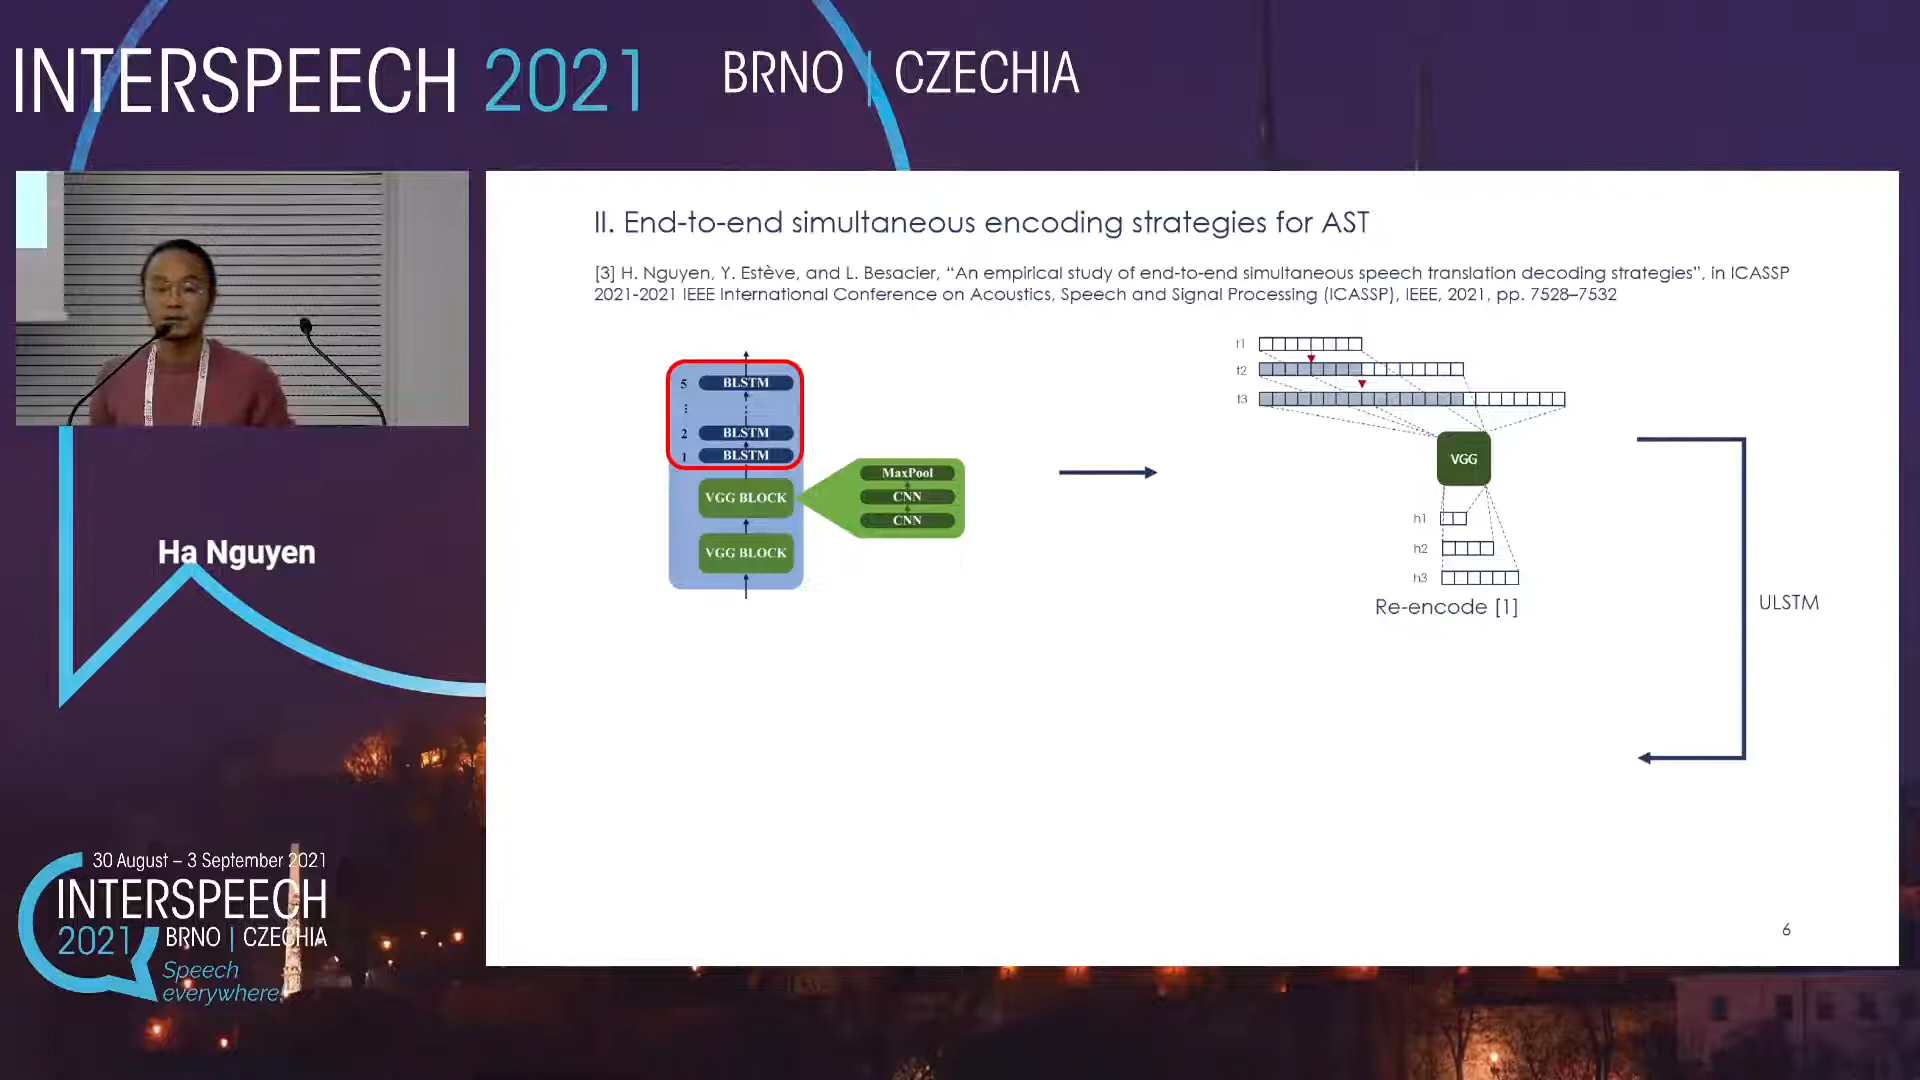 INTERSPEECH 2021 BRNO | CZECHIA
II. End-to-end simultaneous encoding strategies for AST
[3] H. Nguyen, Y. Estève, and L. Besacier, “An empirical study of end-to-end simultaneous speech translation decoding strategies”, in ICASSP
2021-2021 IEEE International Conference on Acoustics, Speech and Signal Processing (ICASSP), IEEE, 2021, pp. 7528–7532
5 BLSTM
⋮
2 BLSTM
1 BLSTM
VGG BLOCK
VGG BLOCK
MaxPool
CNN
CNN
t1
t2
t3
VGG
h1
h2
h3
Re-encode [1]
ULSTM
6
Ha Nguyen
30 August – 3 September 2021
INTERSPEECH
2021 BRNO | CZECHIA
Speech
everywhere!